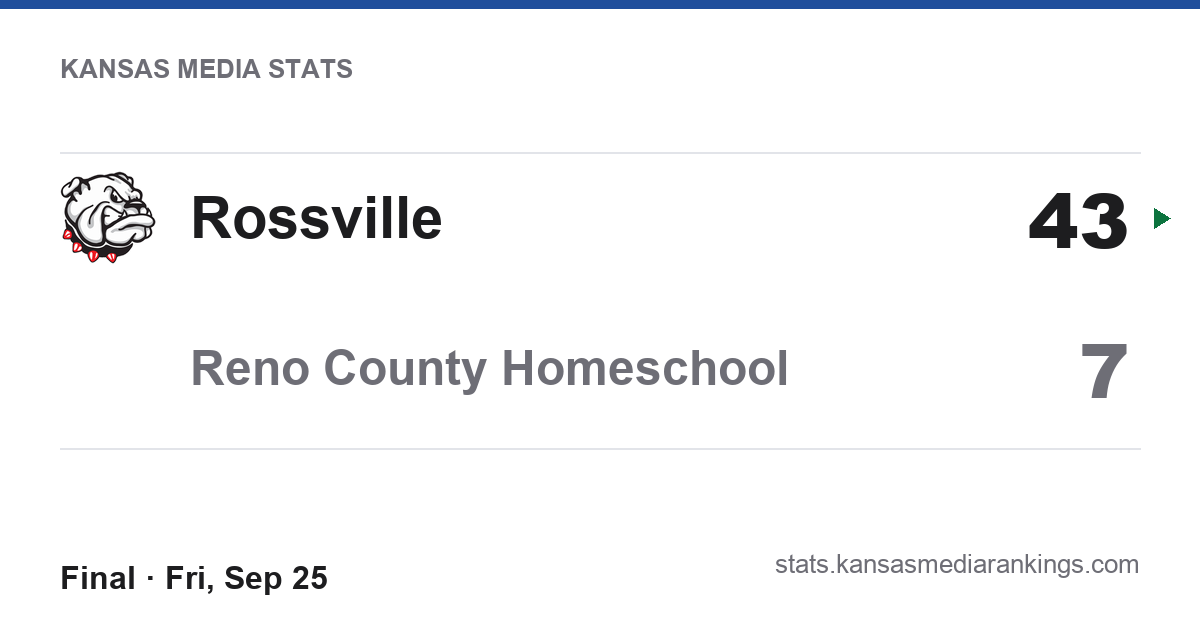 KANSAS MEDIA STATS
Rossville 43
Reno County Homeschool 7
Final · Fri, Sep 25
stats.kansasmediarankings.com